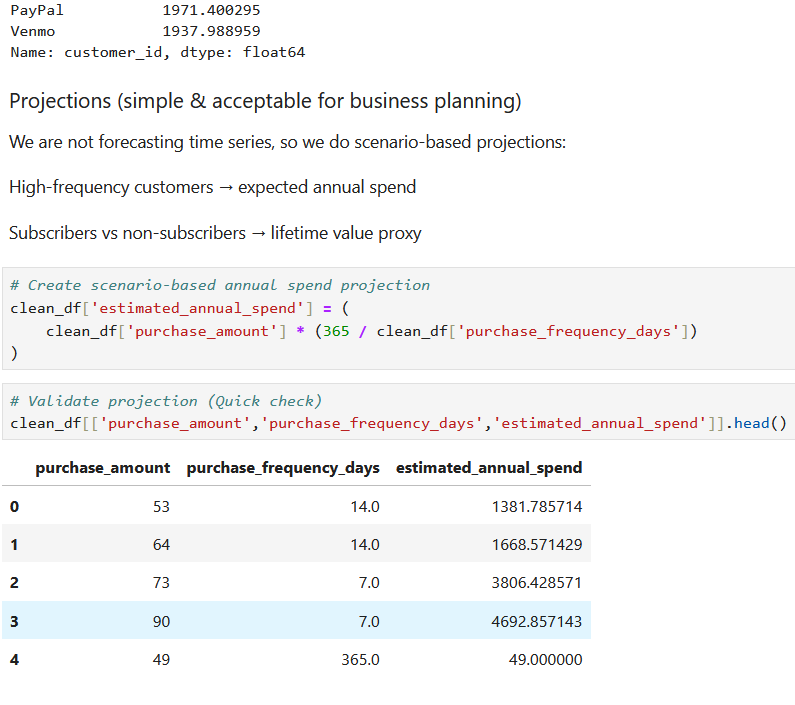 PayPal 1971.400295
Venmo 1937.988959
Name: customer_id, dtype: float64
Projections (simple & acceptable for business planning)
We are not forecasting time series, so we do scenario-based projections:
High-frequency customers → expected annual spend
Subscribers vs non-subscribers → lifetime value proxy
# Create scenario-based annual spend projection
clean_df['estimated_annual_spend'] = (
    clean_df['purchase_amount'] * (365 / clean_df['purchase_frequency_days'])
)
# Validate projection (Quick check)
clean_df[['purchase_amount','purchase_frequency_days','estimated_annual_spend']].head()
purchase_amount purchase_frequency_days estimated_annual_spend
0 53 14.0 1381.785714
1 64 14.0 1668.571429
2 73 7.0 3806.428571
3 90 7.0 4692.857143
4 49 365.0 49.000000